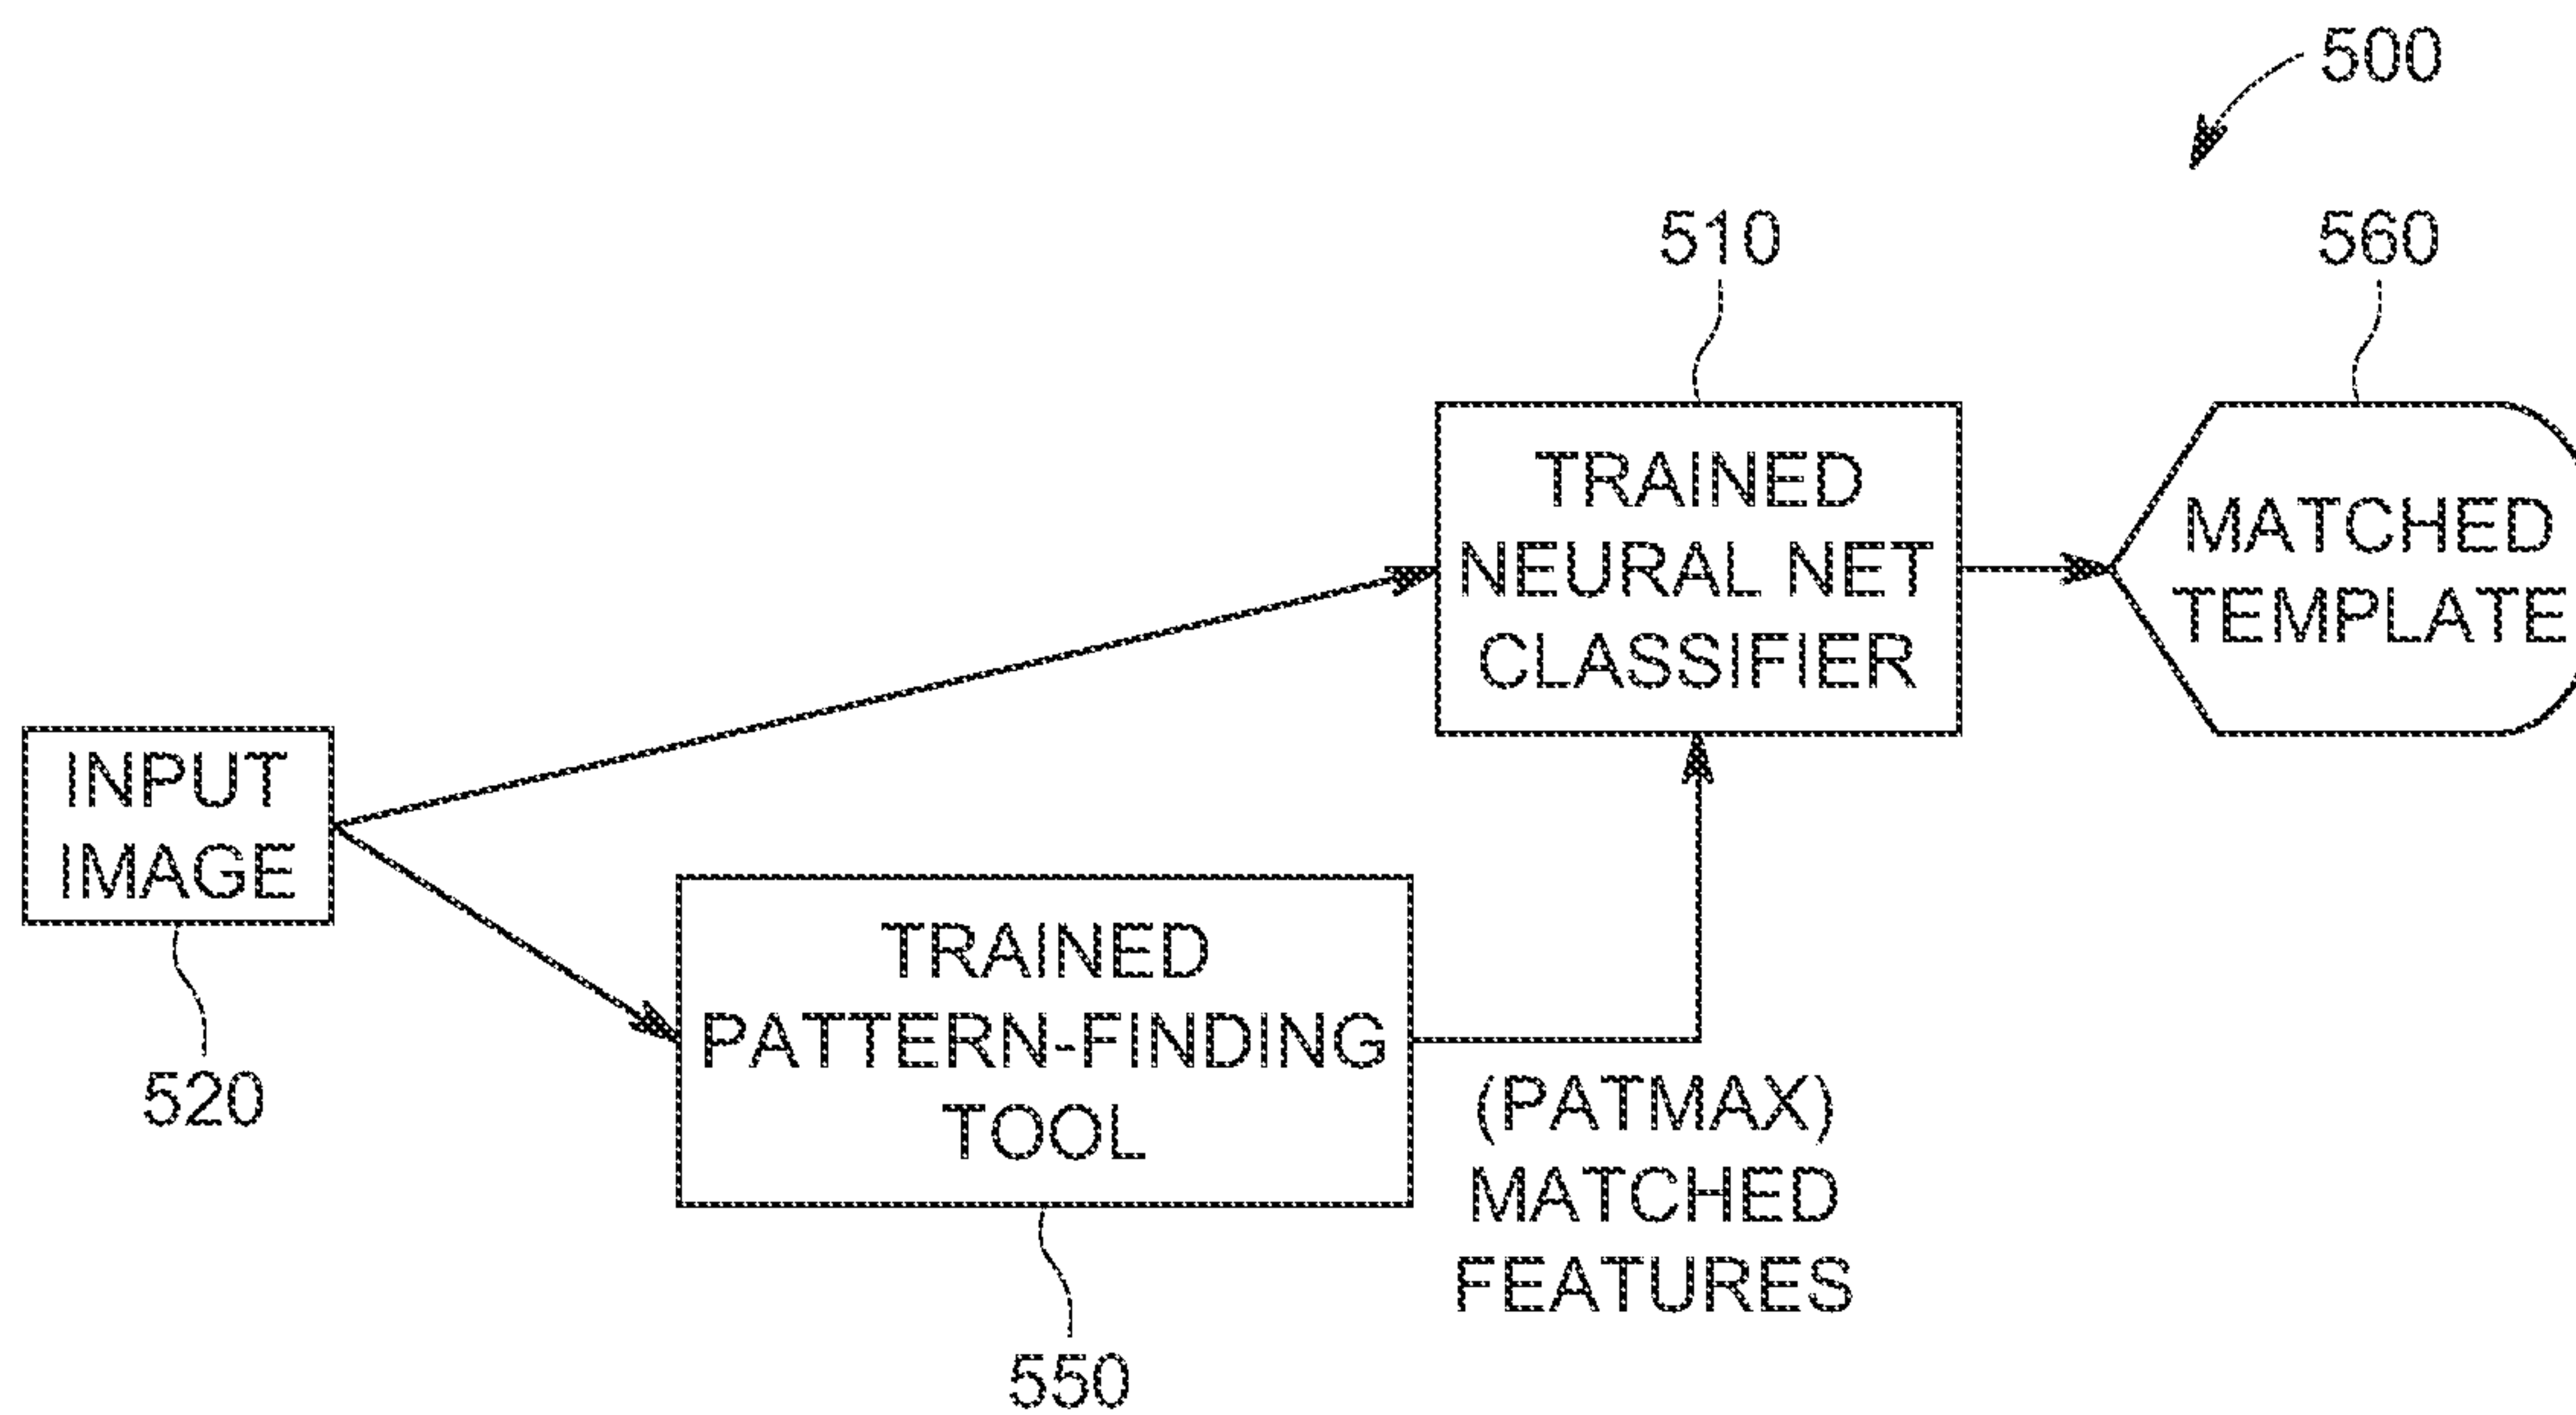 500
510
560
TRAINED
NEURAL NET
CLASSIFIER
MATCHED
TEMPLATE
INPUT
IMAGE
520
TRAINED
PATTERN-FINDING
TOOL
550
(PATMAX)
MATCHED
FEATURES